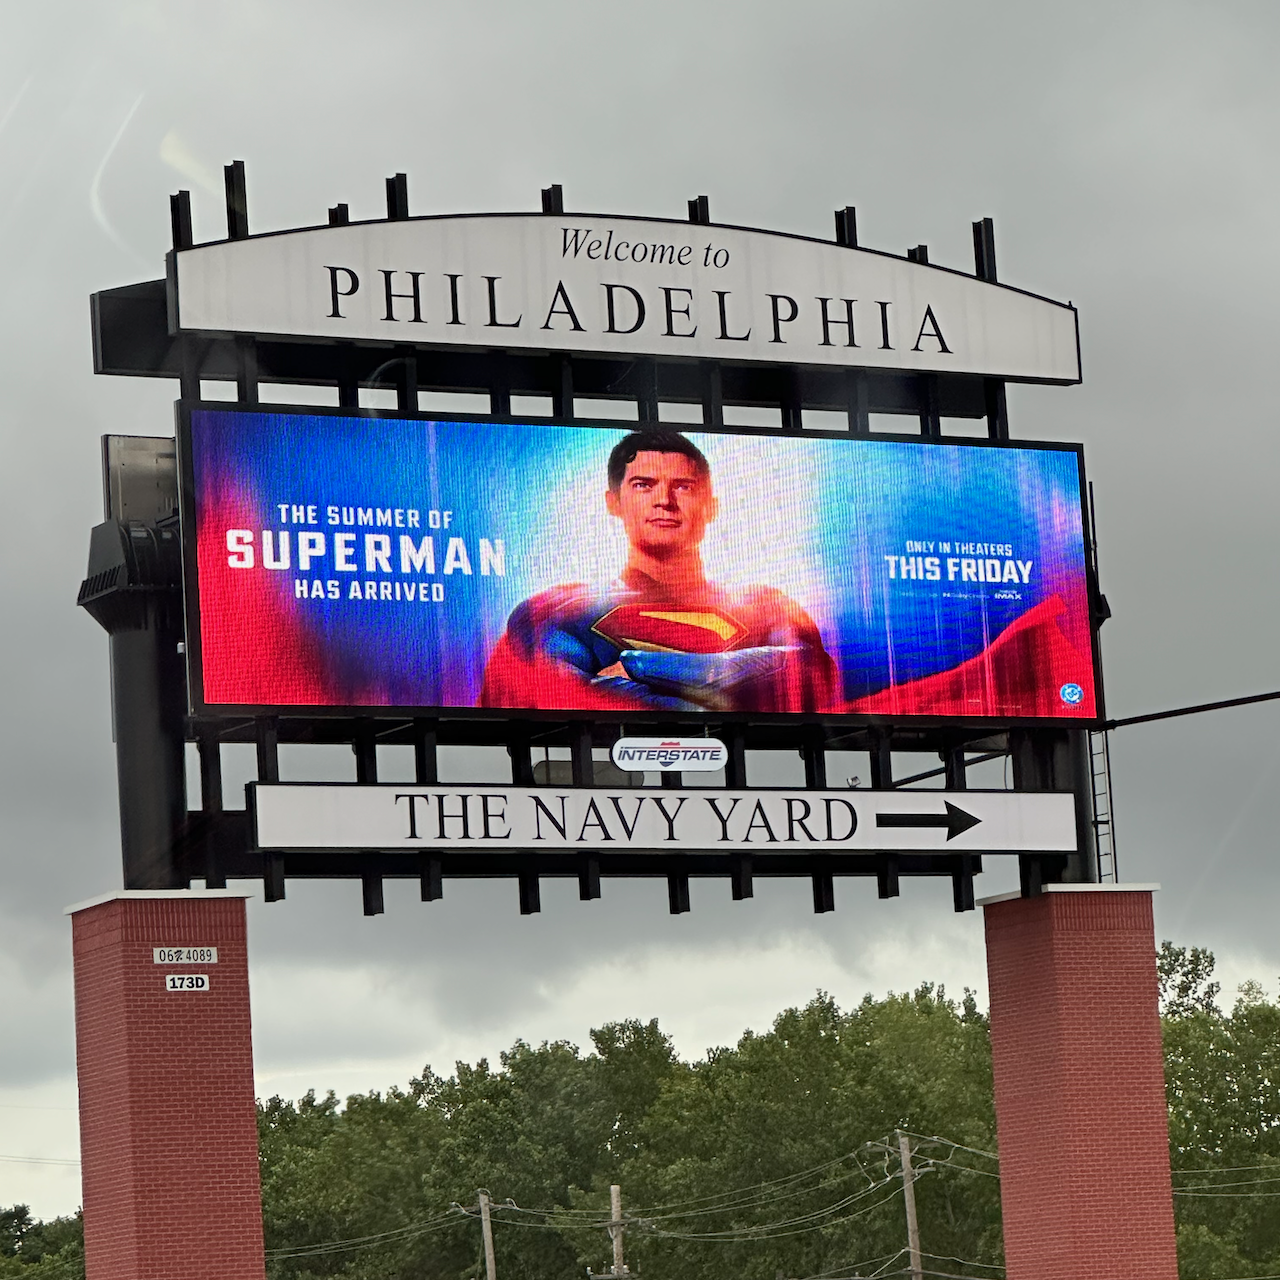 Welcome to
PHILADELPHIA
THE SUMMER OF
SUPERMAN
HAS ARRIVED
ONLY IN THEATERS
THIS FRIDAY
IMAX
INTERSTATE
THE NAVY YARD
173D